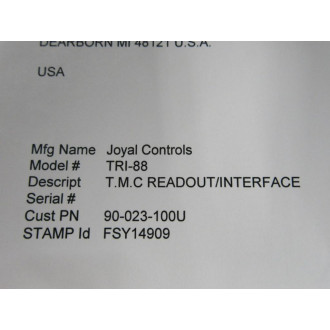 DEARBORN MI 48121 U.S.A.
USA
Mfg Name Joyal Controls
Model # TRI-88
Descript T.M.C READOUT/INTERFACE
Serial #
Cust PN 90-023-100U
STAMP Id FSY14909